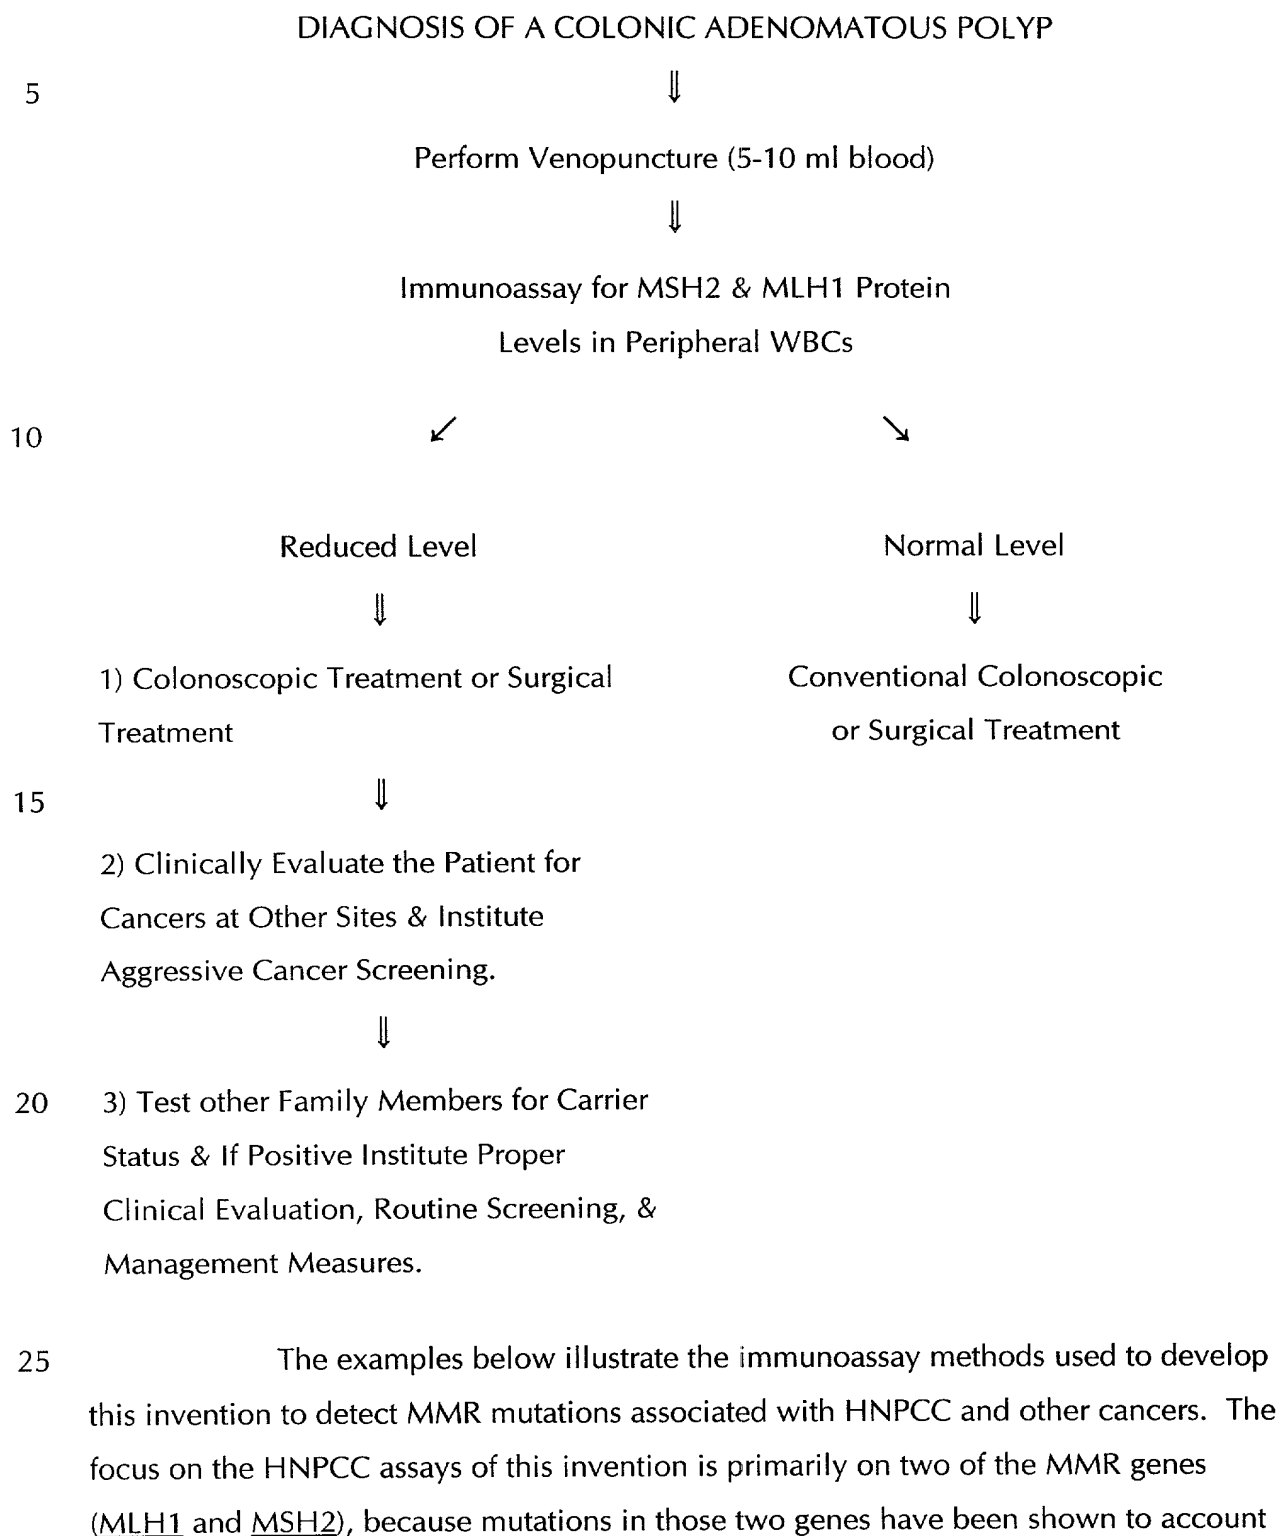 DIAGNOSIS OF A COLONIC ADENOMATOUS POLYP
5 ⇓
Perform Venopuncture (5-10 ml blood)
⇓
Immunoassay for MSH2 & MLH1 Protein
Levels in Peripheral WBCs
10 ↙ ↘
Reduced Level Normal Level
⇓ ⇓
1) Colonoscopic Treatment or Surgical Conventional Colonoscopic
Treatment or Surgical Treatment
15 ⇓
2) Clinically Evaluate the Patient for
Cancers at Other Sites & Institute
Aggressive Cancer Screening.
⇓
20 3) Test other Family Members for Carrier
Status & If Positive Institute Proper
Clinical Evaluation, Routine Screening, &
Management Measures.
25 The examples below illustrate the immunoassay methods used to develop
this invention to detect MMR mutations associated with HNPCC and other cancers. The
focus on the HNPCC assays of this invention is primarily on two of the MMR genes
(MLH1 and MSH2), because mutations in those two genes have been shown to account